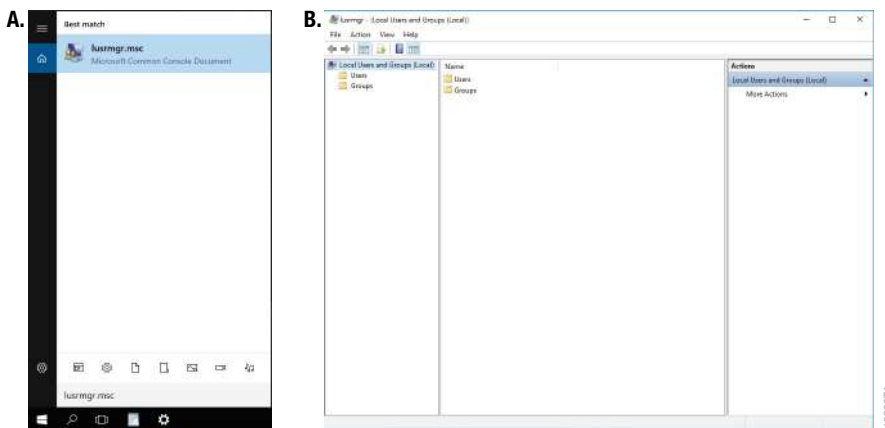 A.
Best match
lusrmgr.msc
Microsoft Common Console Document
lusrmgr.msc
B.
lusrmgr - [Local Users and Groups (Local)]
File Action View Help
Local Users and Groups (Local)
Users
Groups
Name
Users
Groups
Actions
Local Users and Groups (Local)
More Actions